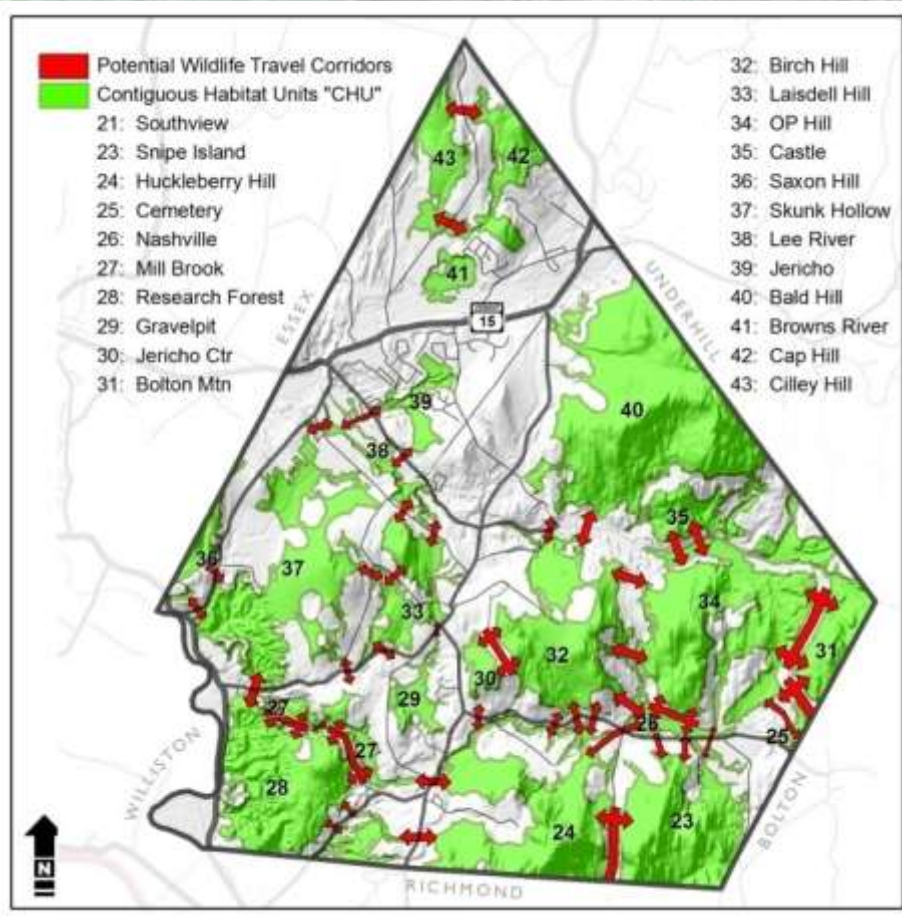 Potential Wildlife Travel Corridors
Contiguous Habitat Units "CHU"
21: Southview
23: Snipe Island
24: Huckleberry Hill
25: Cemetery
26: Nashville
27: Mill Brook
28: Research Forest
29: Gravelpit
30: Jericho Ctr
31: Bolton Mtn
32: Birch Hill
33: Laisdell Hill
34: OP Hill
35: Castle
36: Saxon Hill
37: Skunk Hollow
38: Lee River
39: Jericho
40: Bald Hill
41: Browns River
42: Cap Hill
43: Cilley Hill
43
42
41
ESSEX
UNDERHILL
15
39
40
38
35
36
37
33
34
32
31
30
29
27
26
25
27
28
24
23
WILLISTON
BOLTON
RICHMOND
N